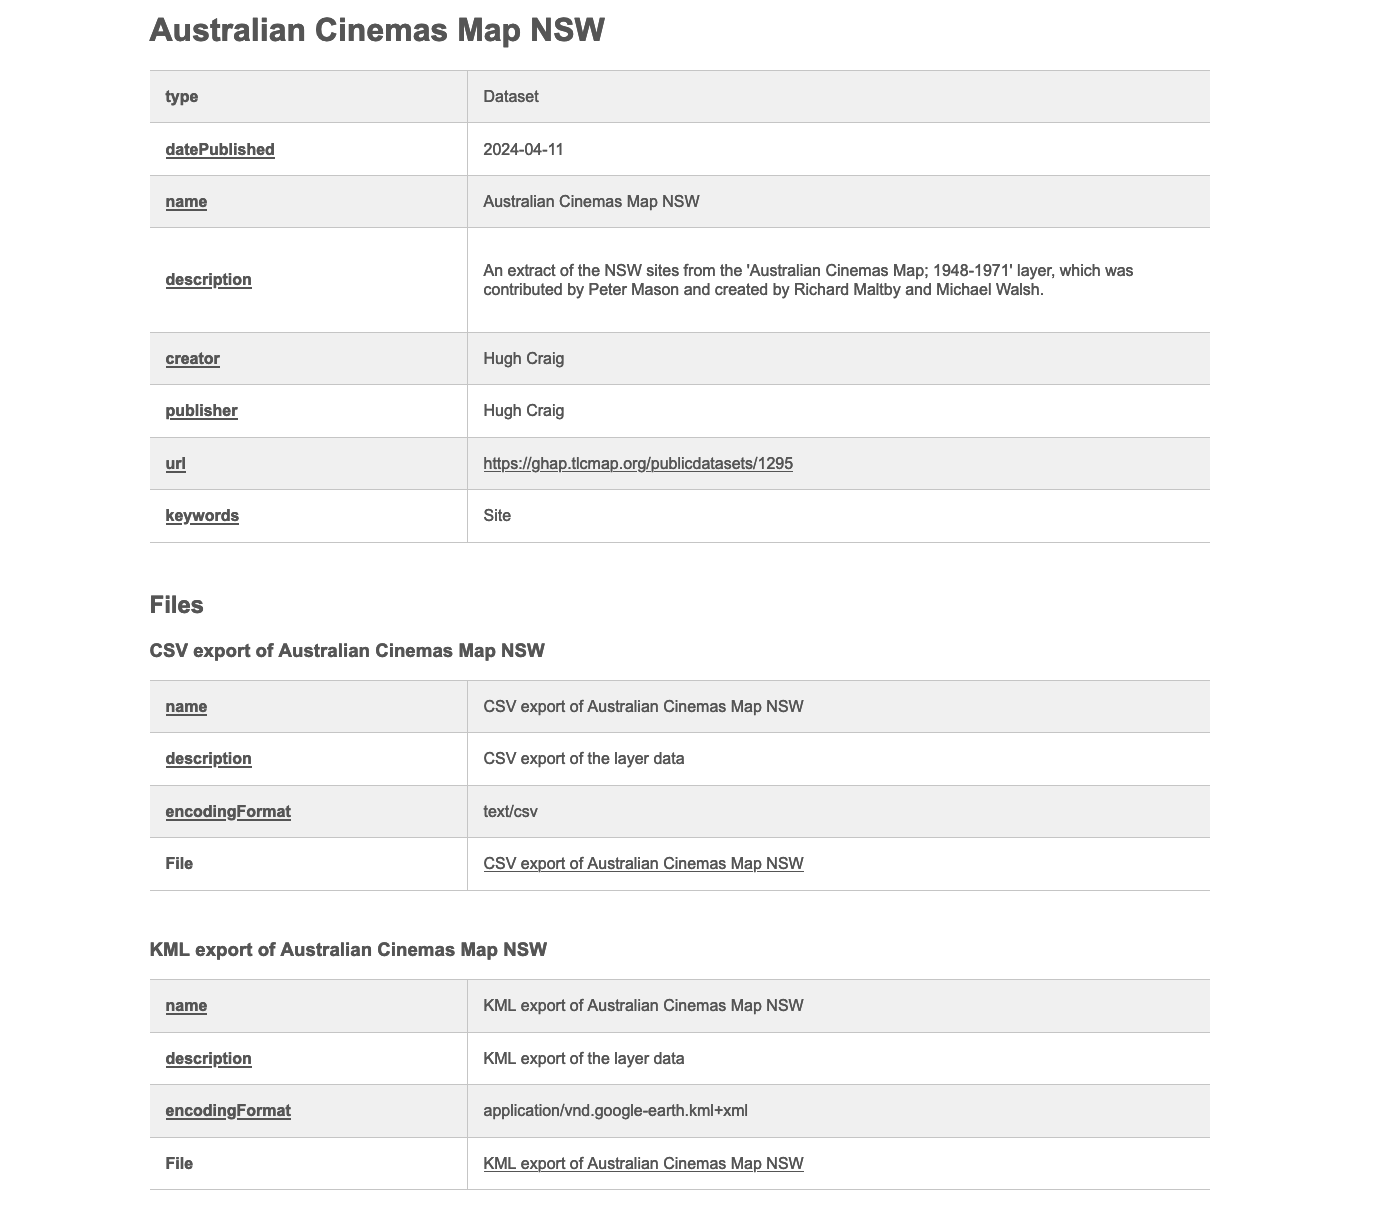 Australian Cinemas Map NSW
type Dataset
datePublished 2024-04-11
name Australian Cinemas Map NSW
description An extract of the NSW sites from the 'Australian Cinemas Map; 1948-1971' layer, which was
contributed by Peter Mason and created by Richard Maltby and Michael Walsh.
creator Hugh Craig
publisher Hugh Craig
url https://ghap.tlcmap.org/publicdatasets/1295
keywords Site
Files
CSV export of Australian Cinemas Map NSW
name CSV export of Australian Cinemas Map NSW
description CSV export of the layer data
encodingFormat text/csv
File CSV export of Australian Cinemas Map NSW
KML export of Australian Cinemas Map NSW
name KML export of Australian Cinemas Map NSW
description KML export of the layer data
encodingFormat application/vnd.google-earth.kml+xml
File KML export of Australian Cinemas Map NSW